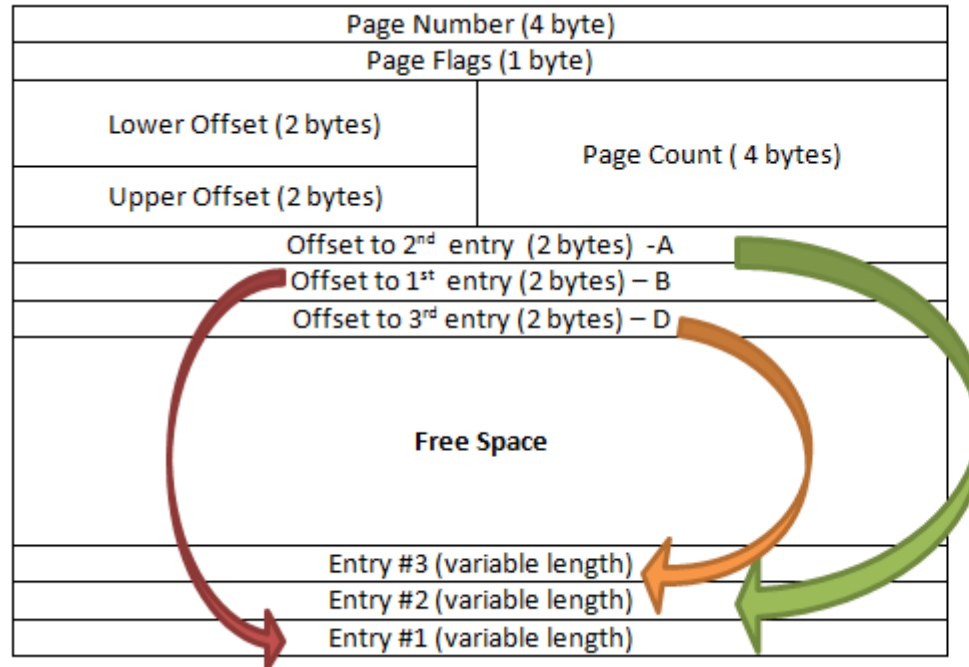 Page Number (4 byte)
Page Flags (1 byte)
Lower Offset (2 bytes)
Page Count ( 4 bytes)
Upper Offset (2 bytes)
Offset to 2nd entry (2 bytes) -A
Offset to 1st entry (2 bytes) – B
Offset to 3rd entry (2 bytes) – D
Free Space
Entry #3 (variable length)
Entry #2 (variable length)
Entry #1 (variable length)